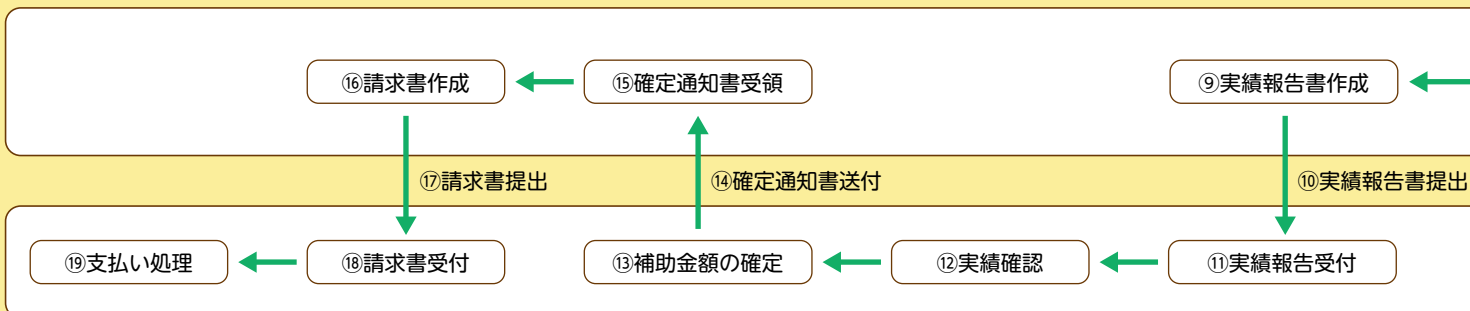 ⑯請求書作成
⑮確定通知書受領
⑨実績報告書作成
⑰請求書提出
⑭確定通知書送付
⑩実績報告書提出
⑲支払い処理
⑱請求書受付
⑬補助金額の確定
⑫実績確認
⑪実績報告受付